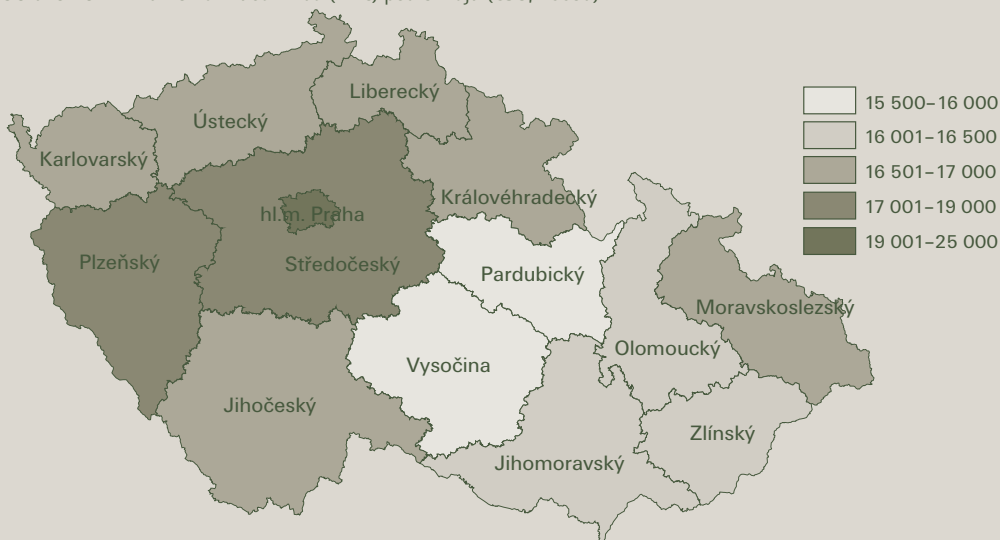 Liberecký
Ústecký
Karlovarský
Královéhradecký
hl.m. Praha
Plzeňský
Středočeský
Pardubický
Moravskoslezský
Olomoucký
Vysočina
Jihočeský
Zlínský
Jihomoravský
15 500–16 000
16 001–16 500
16 501–17 000
17 001–19 000
19 001–25 000